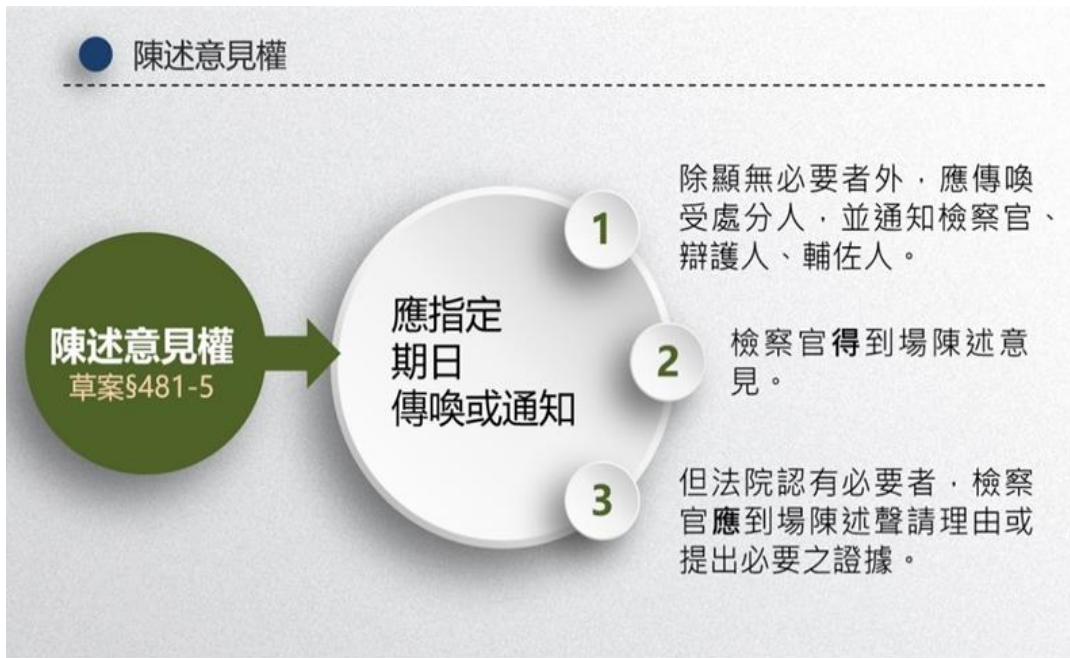 陳述意見權
陳述意見權
草案§481-5
應指定
期日
傳喚或通知
1
除顯無必要者外，應傳喚
受處分人，並通知檢察官、
辯護人、輔佐人。
2
檢察官得到場陳述意
見。
3
但法院認有必要者，檢察
官應到場陳述聲請理由或
提出必要之證據。